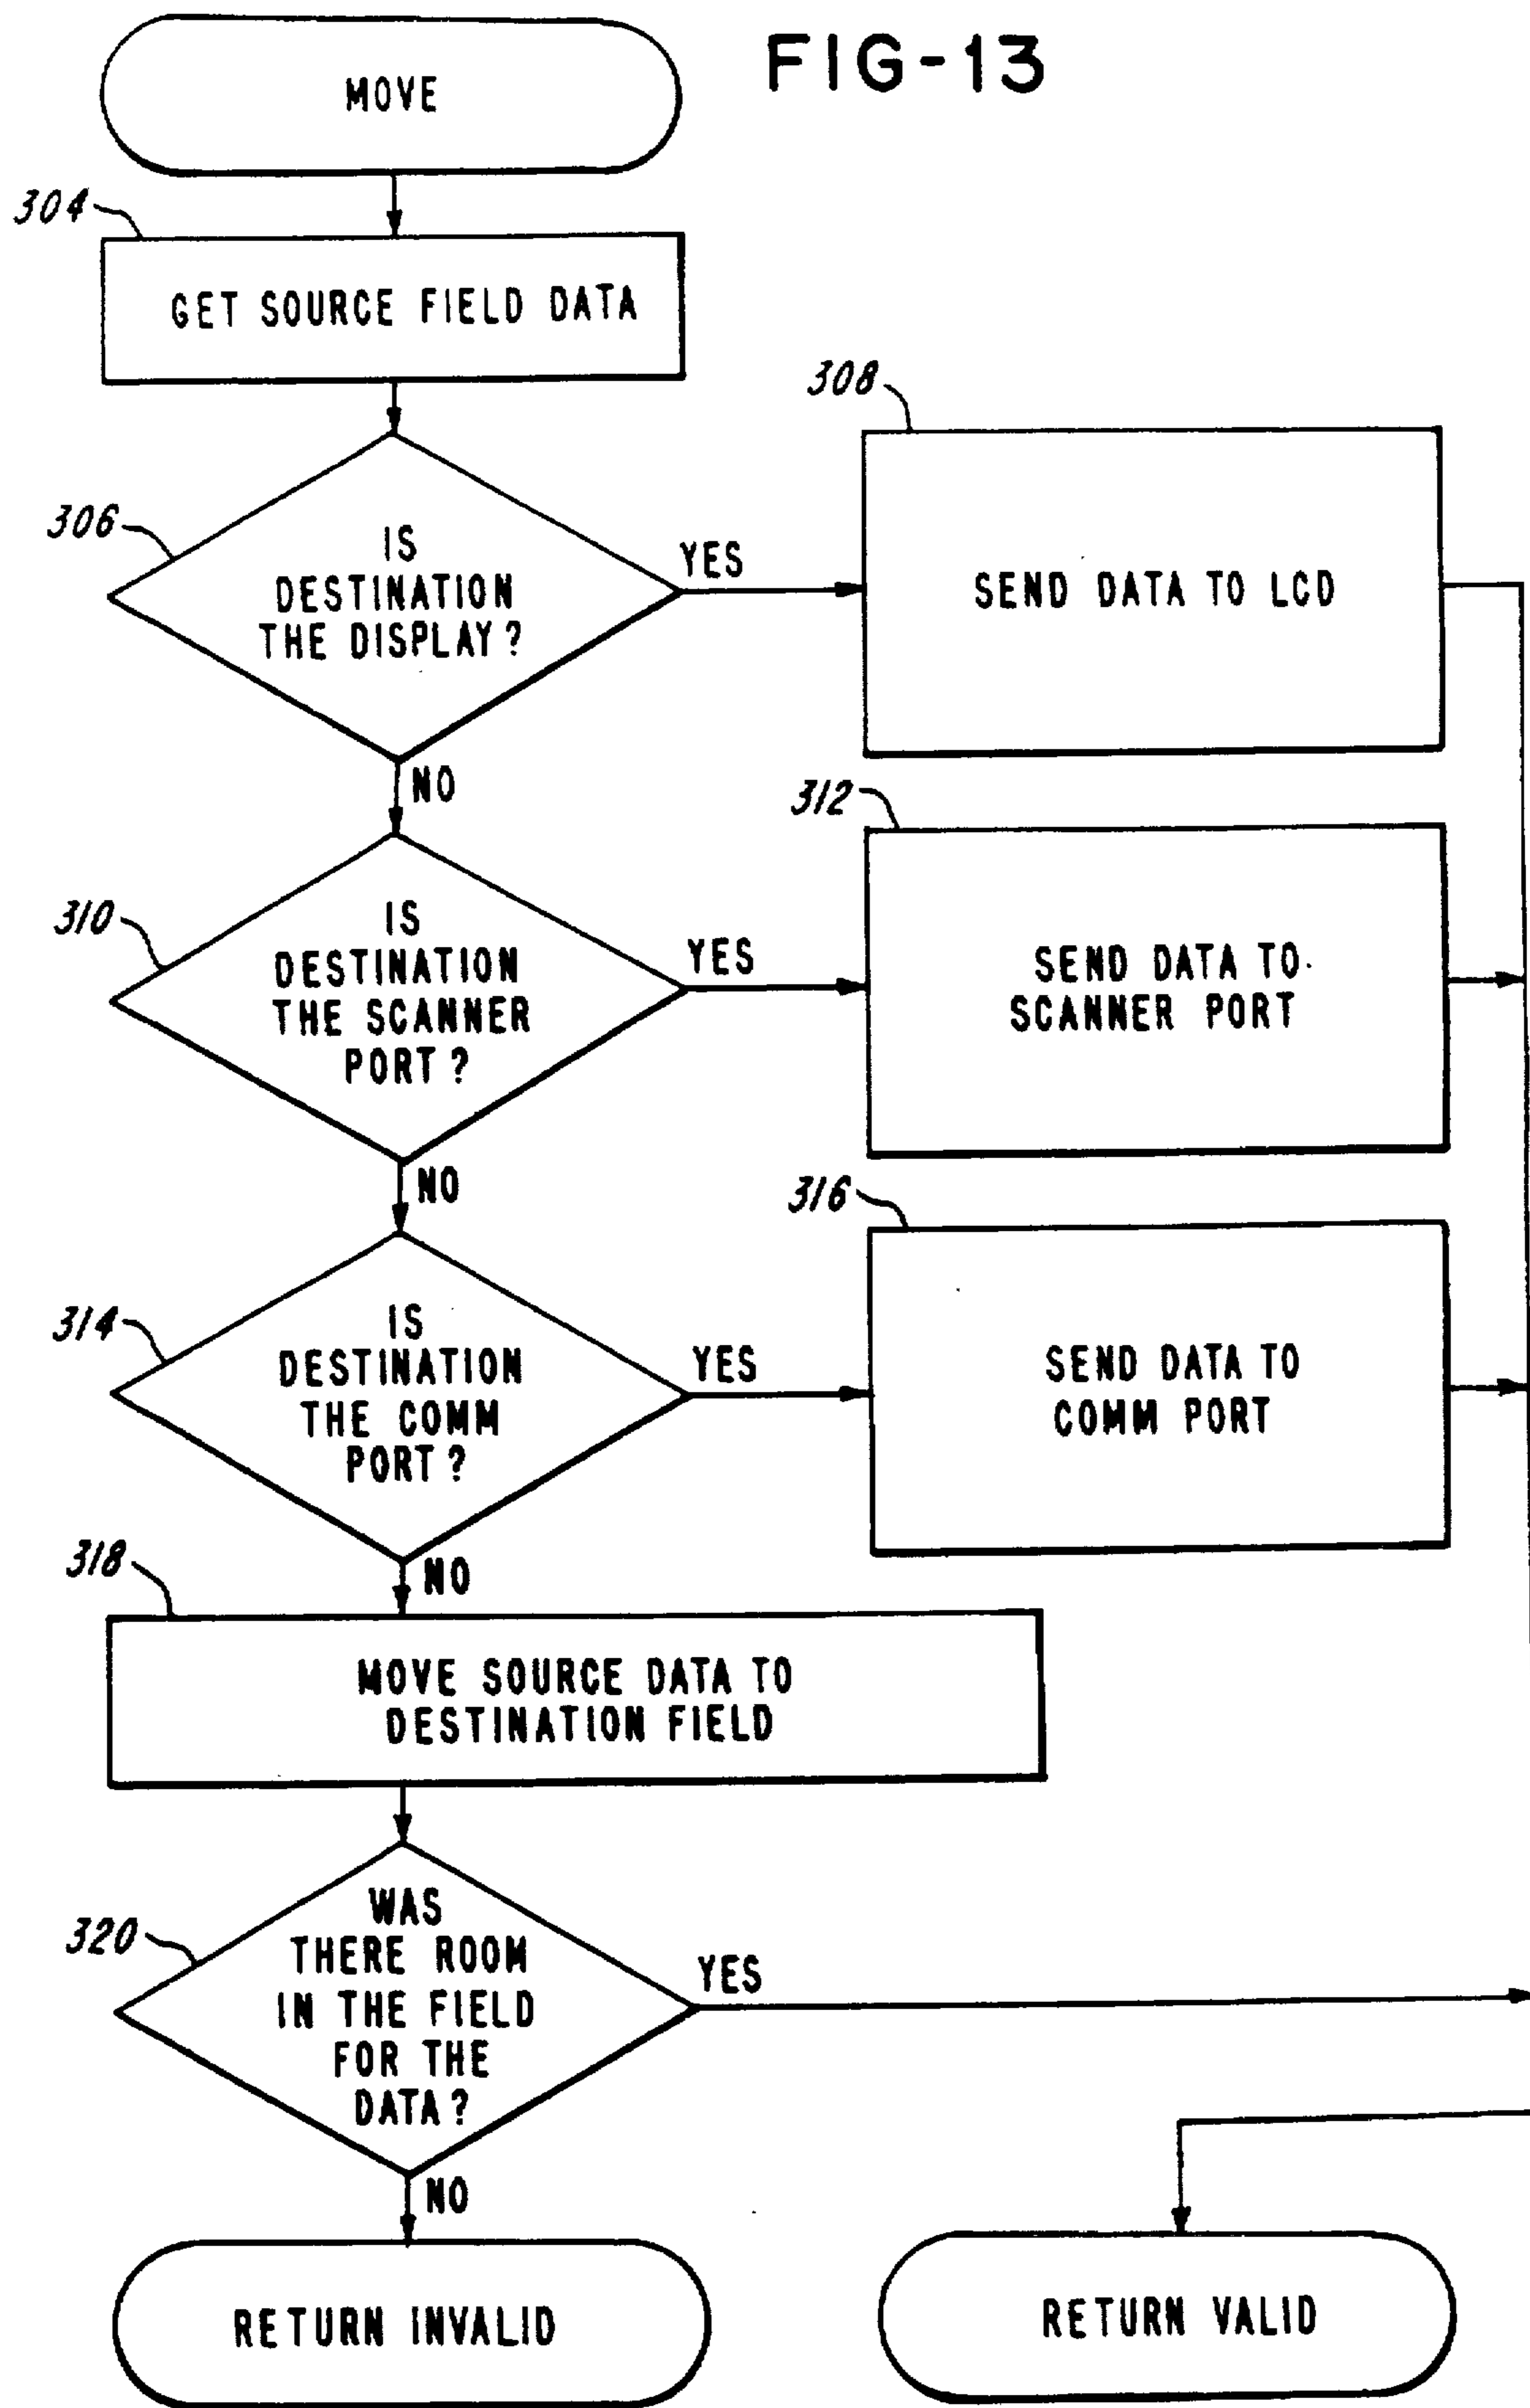 FIG-13
MOVE
304
GET SOURCE FIELD DATA
308
306
IS
DESTINATION
THE DISPLAY?
YES
SEND DATA TO LCD
NO
312
310
IS
DESTINATION
THE SCANNER
PORT?
YES
SEND DATA TO
SCANNER PORT
NO
316
314
IS
DESTINATION
THE COMM
PORT?
YES
SEND DATA TO
COMM PORT
NO
318
MOVE SOURCE DATA TO
DESTINATION FIELD
320
WAS
THERE ROOM
IN THE FIELD
FOR THE
DATA?
YES
NO
RETURN INVALID
RETURN VALID